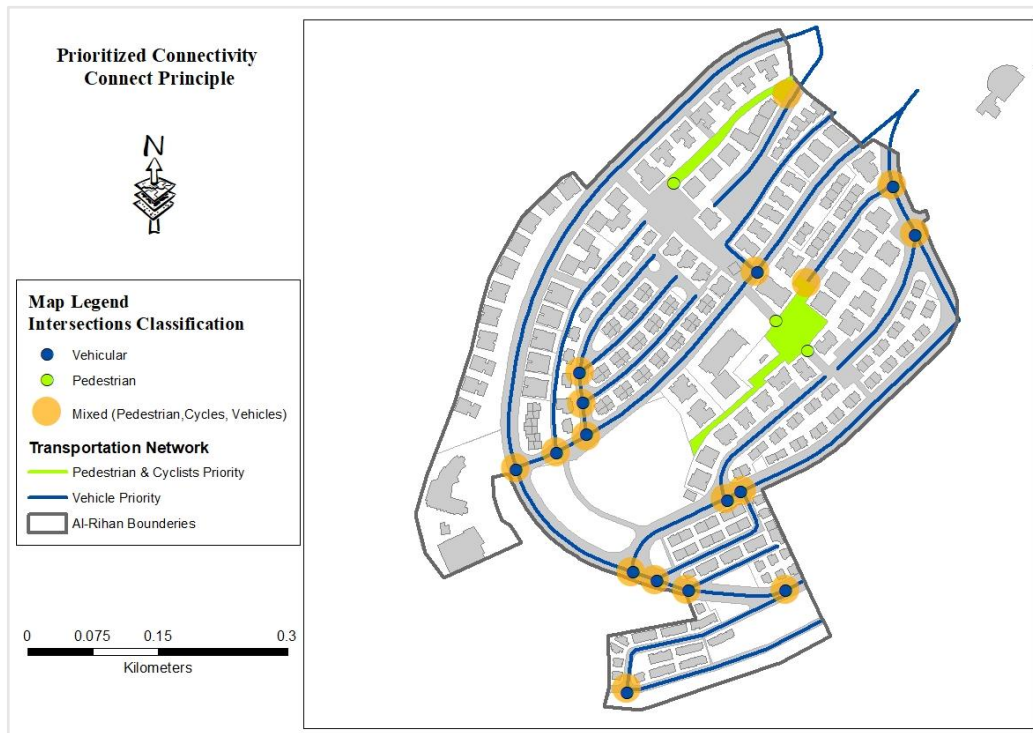 Prioritized Connectivity
Connect Principle
N
Map Legend
Intersections Classification
Vehicular
Pedestrian
Mixed (Pedestrian,Cycles, Vehicles)
Transportation Network
Pedestrian & Cyclists Priority
Vehicle Priority
Al-Rihan Bounderies
0 0.075 0.15 0.3
Kilometers